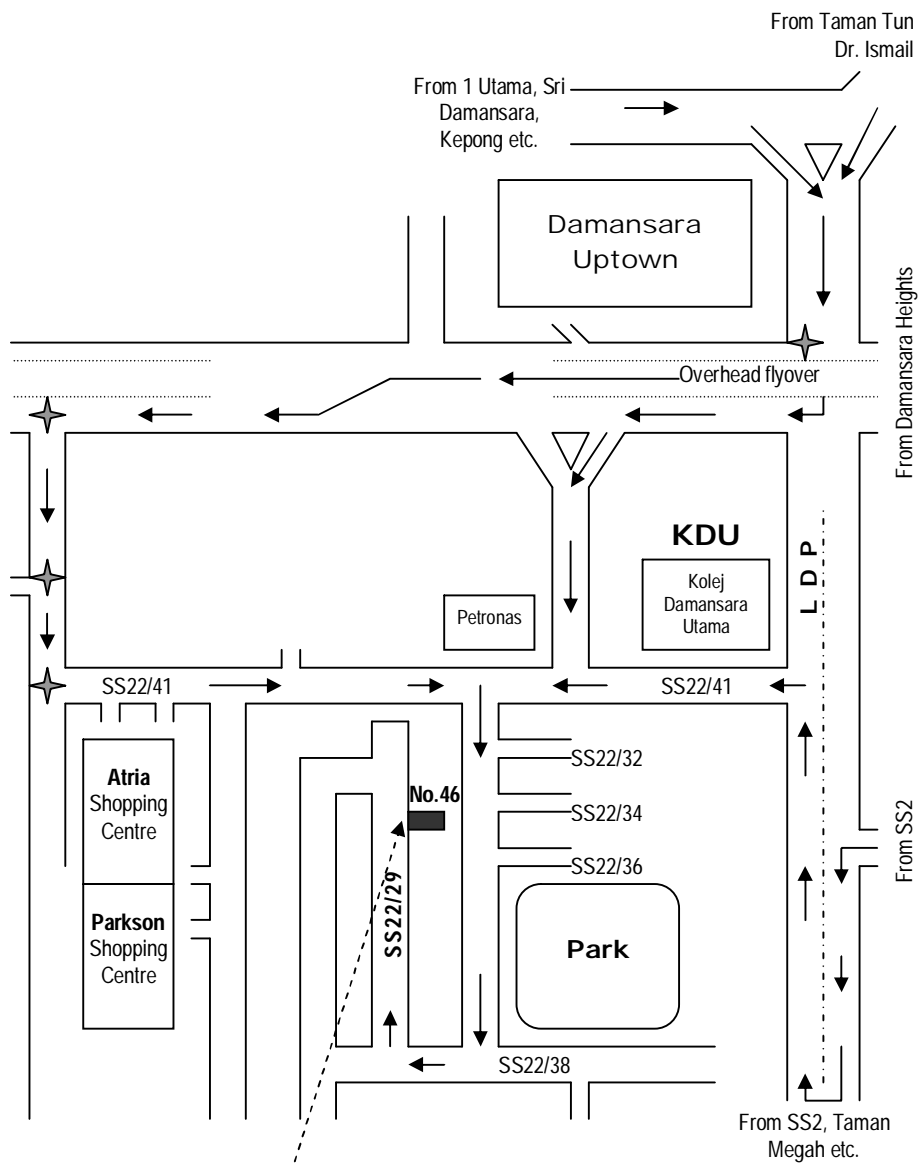 From Taman Tun
Dr. Ismail
From 1 Utama, Sri
Damansara,
Kepong etc.
Damansara
Uptown
From Damansara Heights
Overhead flyover
KDU
Kolej
Damansara
Utama
LDP
Petronas
SS22/41
SS22/41
SS22/32
Atria
Shopping
Centre
No.46
SS22/34
From SS2
SS22/36
SS22/29
Parkson
Shopping
Centre
Park
SS22/38
From SS2, Taman
Megah etc.